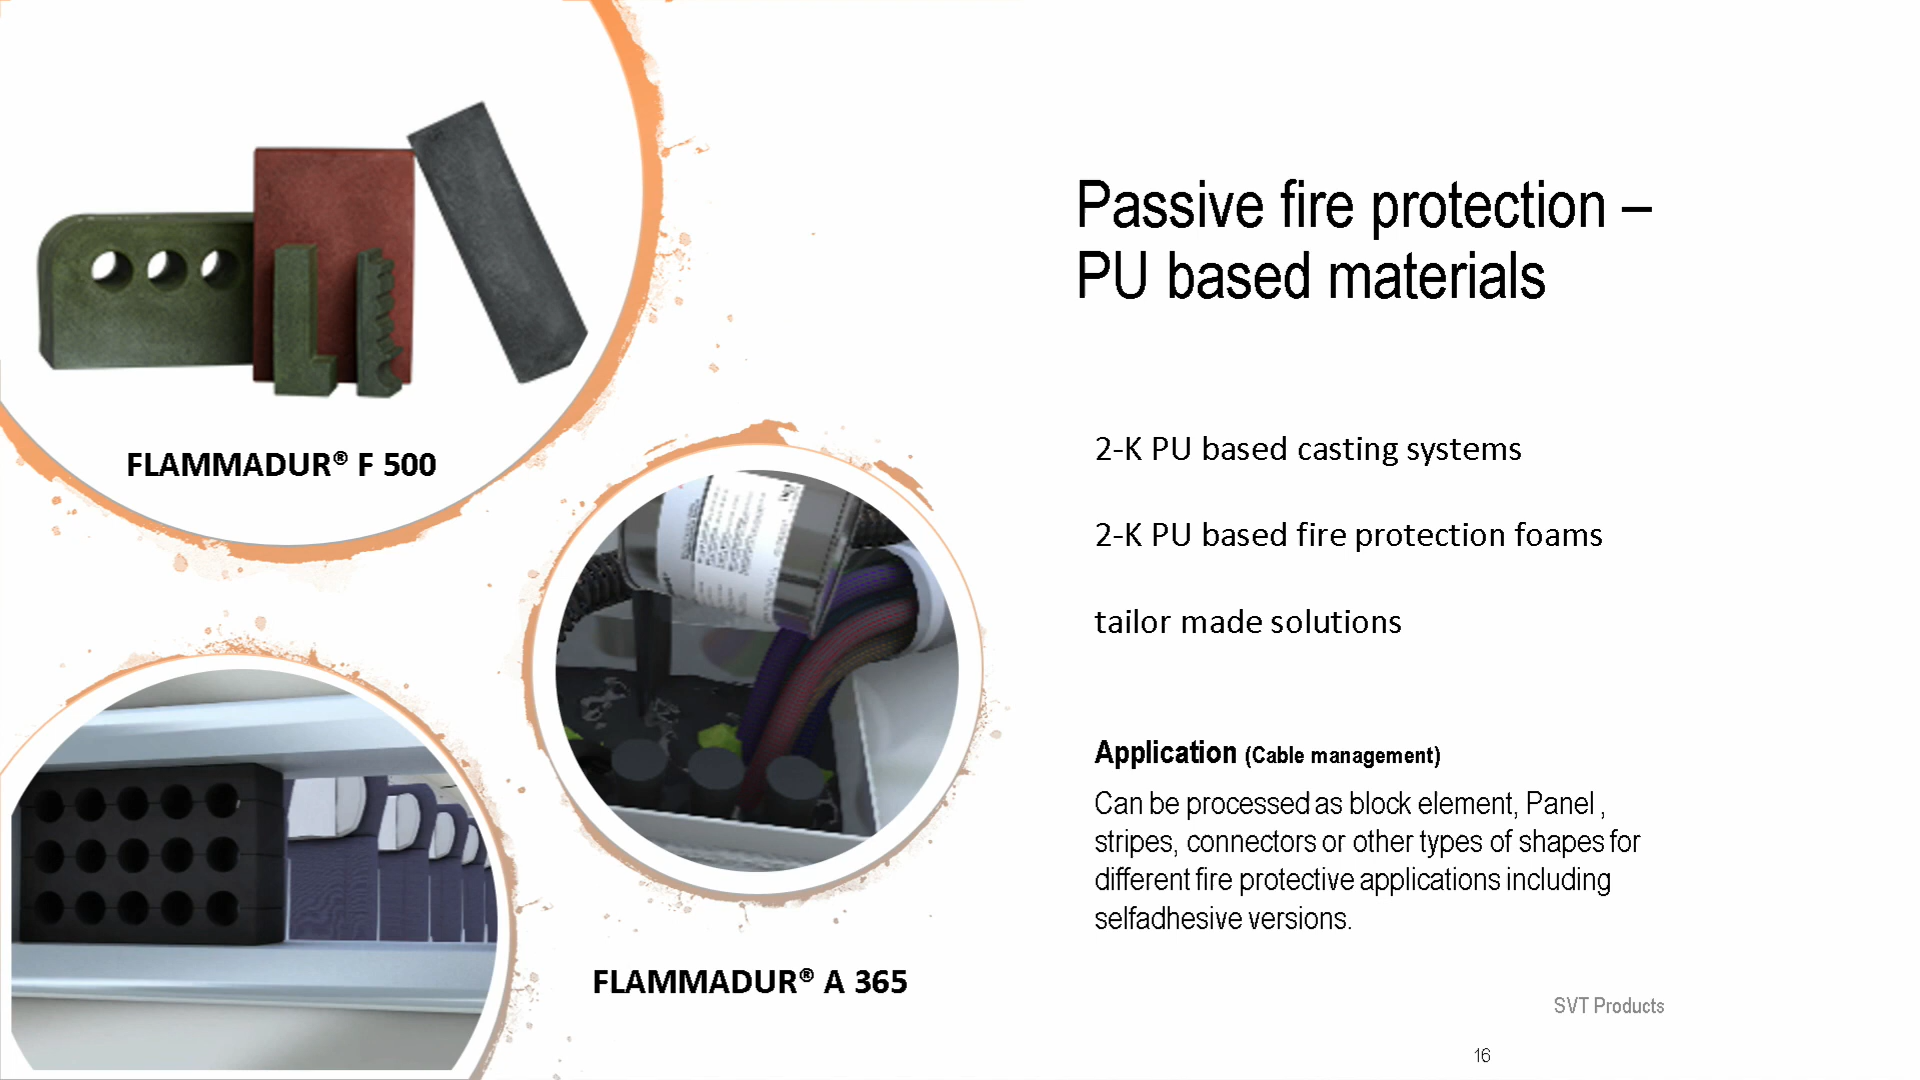 Passive fire protection –
PU based materials
FLAMMADUR® F 500
2-K PU based casting systems
2-K PU based fire protection foams
tailor made solutions
Application (Cable management)
Can be processed as block element, Panel ,
stripes, connectors or other types of shapes for
different fire protective applications including
selfadhesive versions.
FLAMMADUR® A 365
SVT Products
16